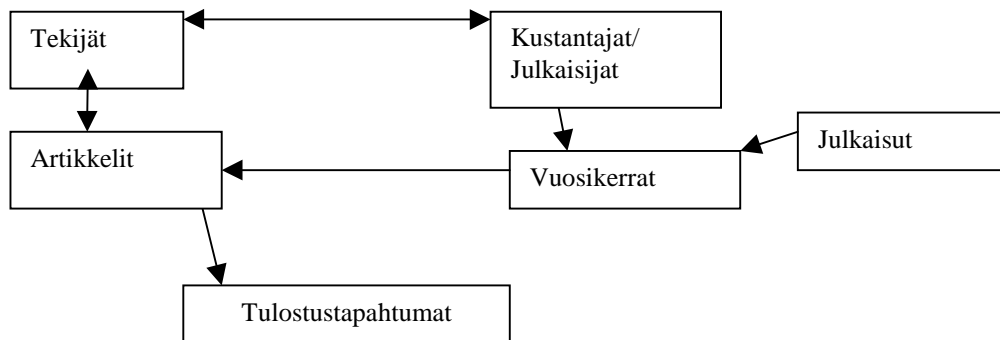 Tekijät
Kustantajat/
Julkaisijat
Julkaisut
Artikkelit
Vuosikerrat
Tulostustapahtumat